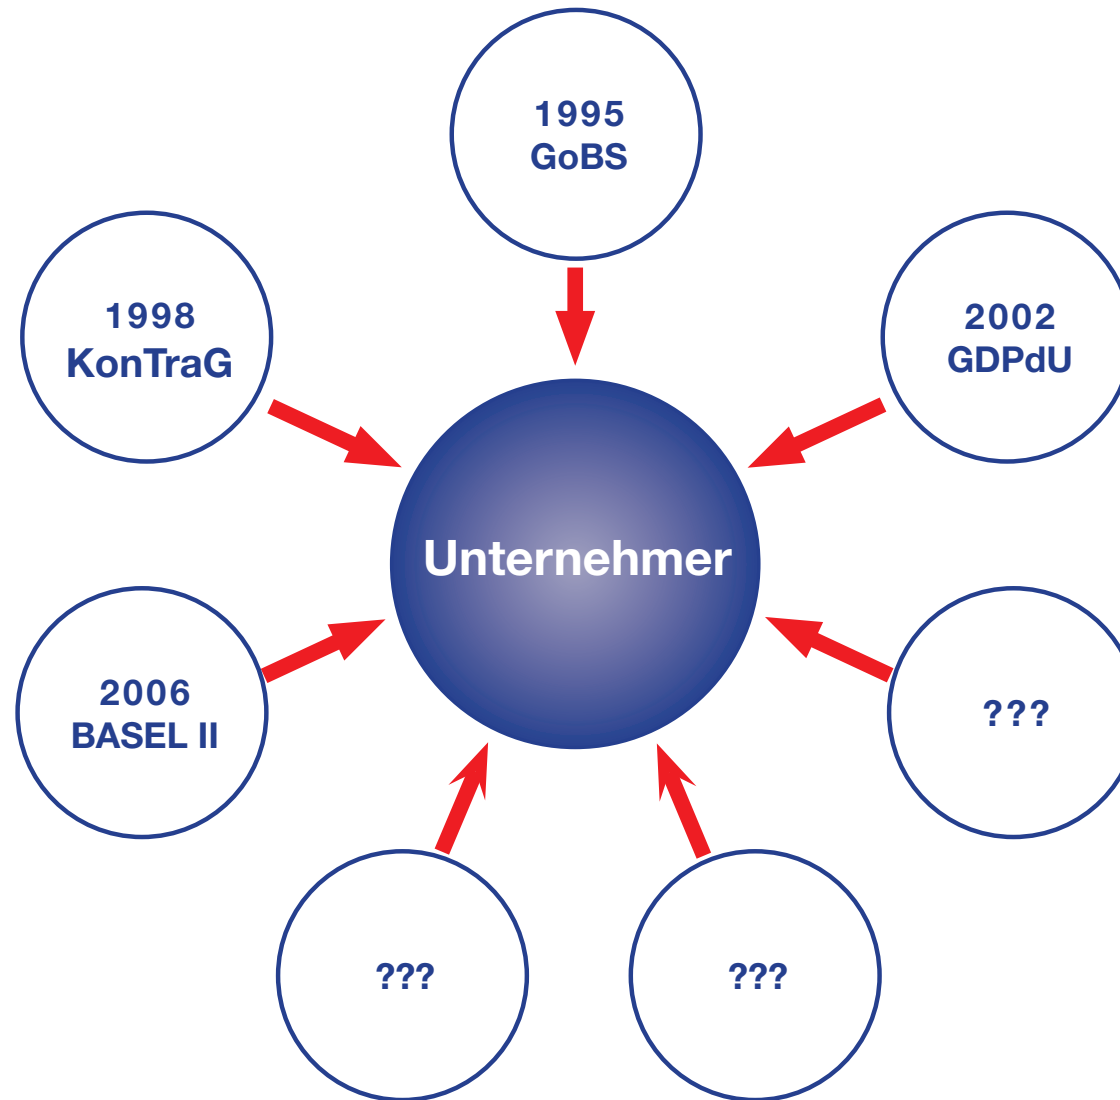 1995
GoBS
1998
KonTraG
2002
GDPdU
Unternehmer
2006
BASEL II
???
???
???